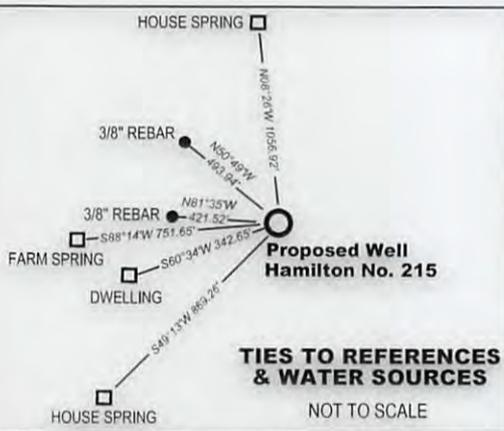 HOUSE SPRING
N08°26'W 1056.92'
3/8" REBAR
N50°49'W
493.94'
3/8" REBAR
N81°35'W
421.52'
S88°14'W 751.65'
FARM SPRING
S60°34'W 342.65'
DWELLING
Proposed Well
Hamilton No. 215
S49°13'W 869.26'
HOUSE SPRING
TIES TO REFERENCES
& WATER SOURCES
NOT TO SCALE